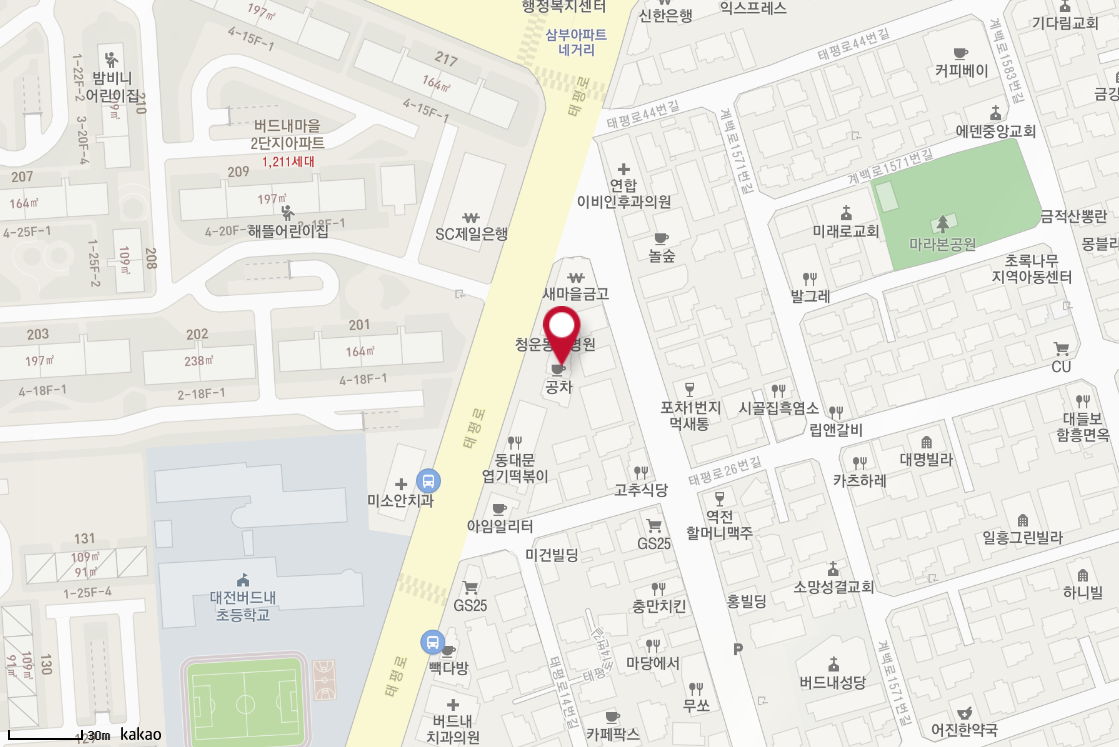 행정복지센터
신한은행
익스프레스
기다림교회
197㎡
4-15F-1
삼부아파트
네거리
태평로44번길
217
164㎡
4-15F-1
태평로
커피베이
계백로1583번길
밤비니
어린이집
1-22F-2
3-20F-4
210
버드내마을
2단지아파트
1,211세대
태평로44번길
계백로1571번길
에덴중앙교회
계백로1571번길
207
164㎡
4-25F-1
209
197㎡
4-20F-
2-18F-1
해뜰어린이집
연합
이비인후과의원
SC제일은행
놀숲
미래로교회
마라본공원
금적산뽕란
초록나무
지역아동센터
208
109㎡
1-25F-2
새마을금고
발그레
203
202
201
197㎡
238㎡
164㎡
4-18F-1
2-18F-1
4-18F-1
공차
CU
포차1번지
먹새통
시골집흑염소
립앤갈비
대들보
함흥면옥
태평로
동대문
엽기떡볶이
미소안치과
고추식당
태평로26번길
카츠하레
대명빌라
아임일리터
미건빌딩
GS25
역전
할머니맥주
일흥그린빌라
131
109㎡
91㎡
1-25F-4
대전버드내
초등학교
GS25
충만치킨
홍빌딩
소망성결교회
하니빌
130
109㎡
91㎡
빽다방
마당에서
P
버드내성당
태평로
태평로14번길
계백로1571번길
무쏘
버드내
치과의원
카페팍스
어진한약국
30m
kakao